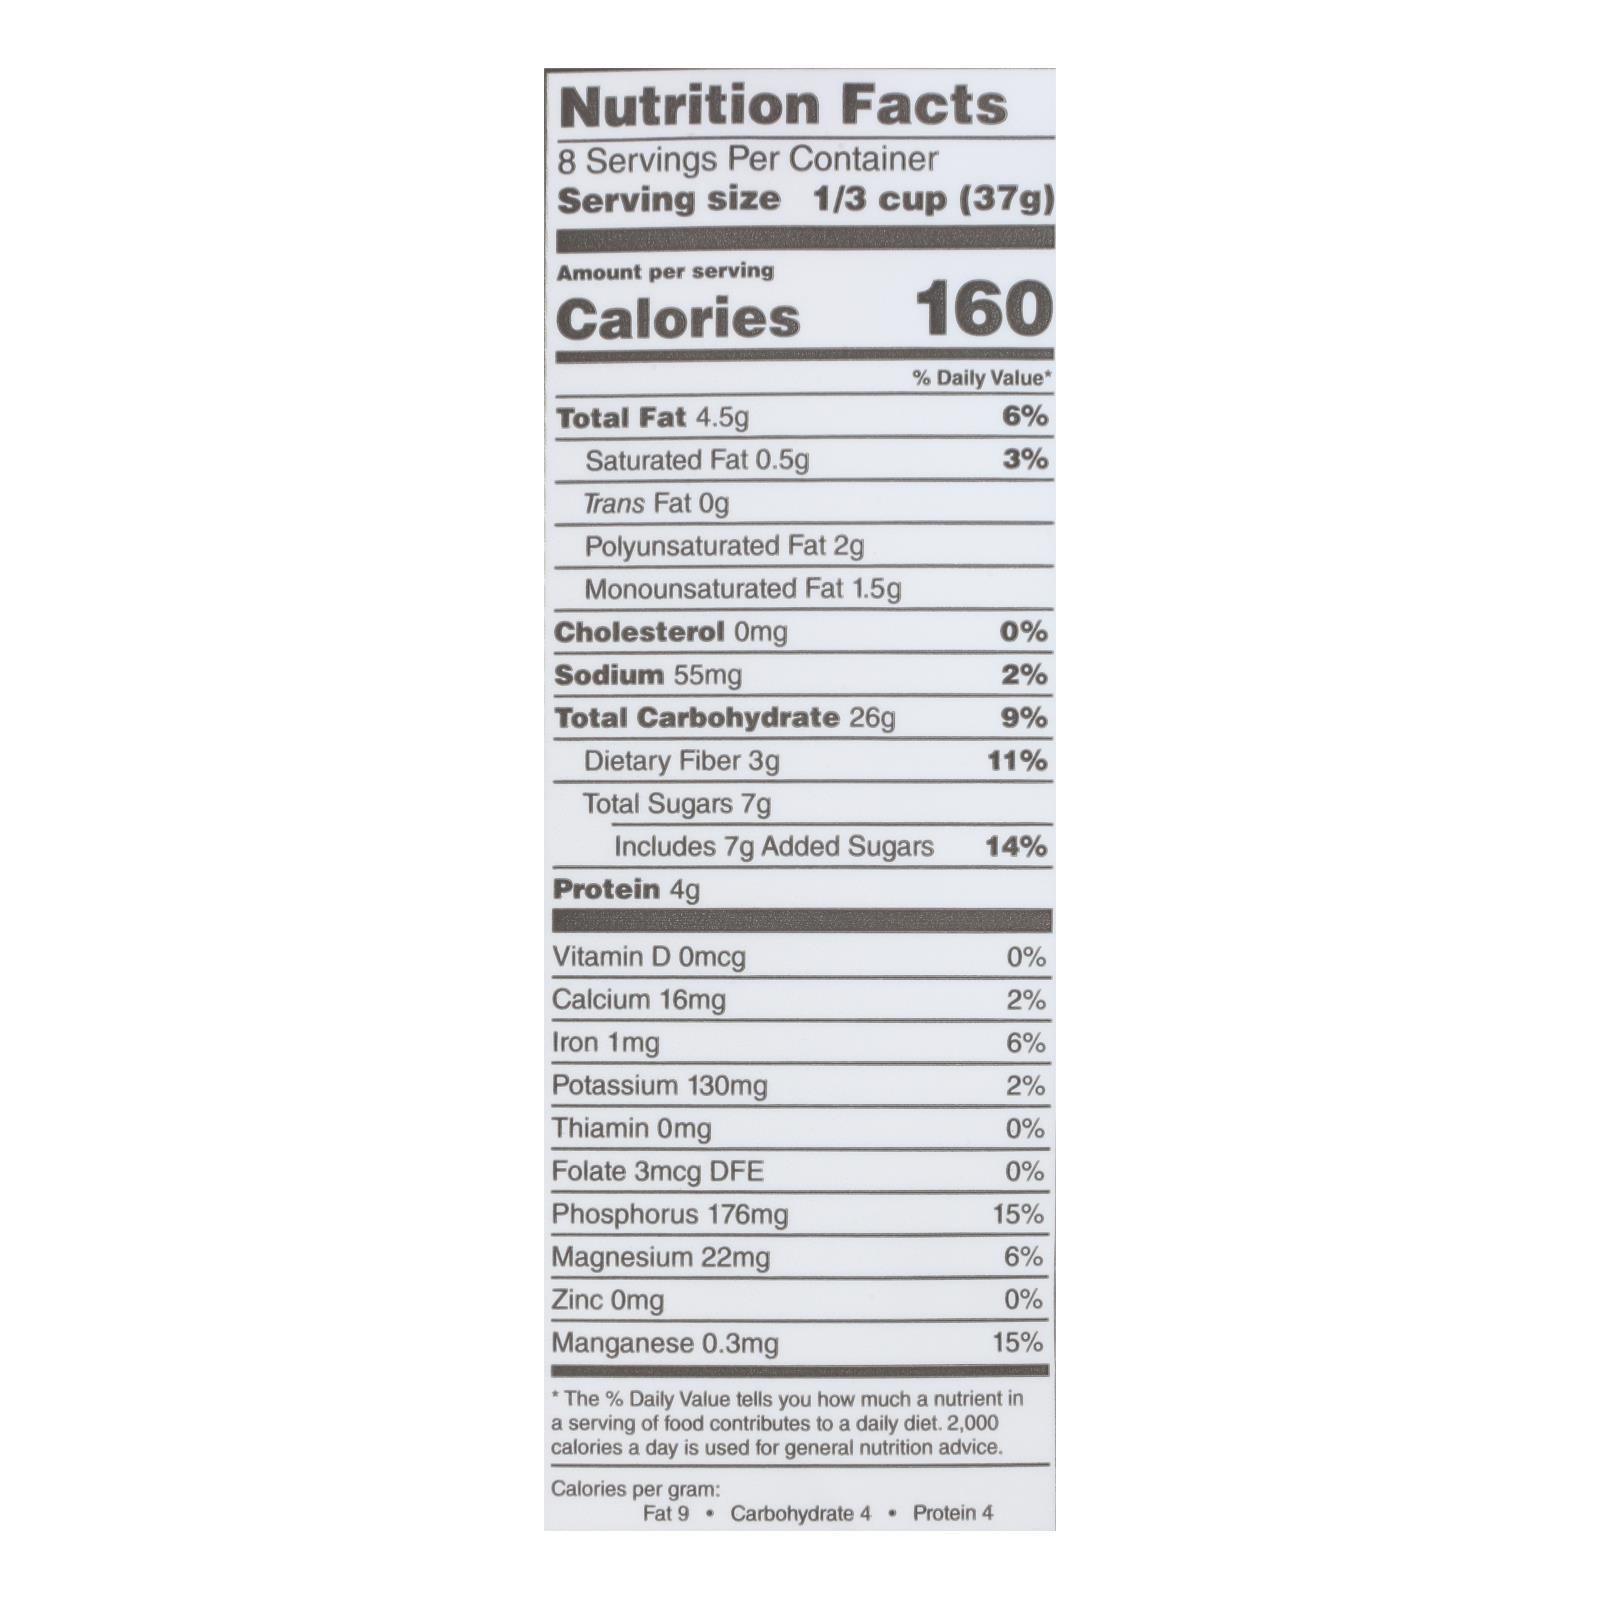 Nutrition Facts
8 Servings Per Container
Serving size 1/3 cup (37g)
Amount per serving
Calories 160
% Daily Value*
Total Fat 4.5g 6%
Saturated Fat 0.5g 3%
Trans Fat 0g
Polyunsaturated Fat 2g
Monounsaturated Fat 1.5g
Cholesterol 0mg 0%
Sodium 55mg 2%
Total Carbohydrate 26g 9%
Dietary Fiber 3g 11%
Total Sugars 7g
Includes 7g Added Sugars 14%
Protein 4g
Vitamin D 0mcg 0%
Calcium 16mg 2%
Iron 1mg 6%
Potassium 130mg 2%
Thiamin 0mg 0%
Folate 3mcg DFE 0%
Phosphorus 176mg 15%
Magnesium 22mg 6%
Zinc 0mg 0%
Manganese 0.3mg 15%
* The % Daily Value tells you how much a nutrient in
a serving of food contributes to a daily diet. 2,000
calories a day is used for general nutrition advice.
Calories per gram:
Fat 9 • Carbohydrate 4 • Protein 4